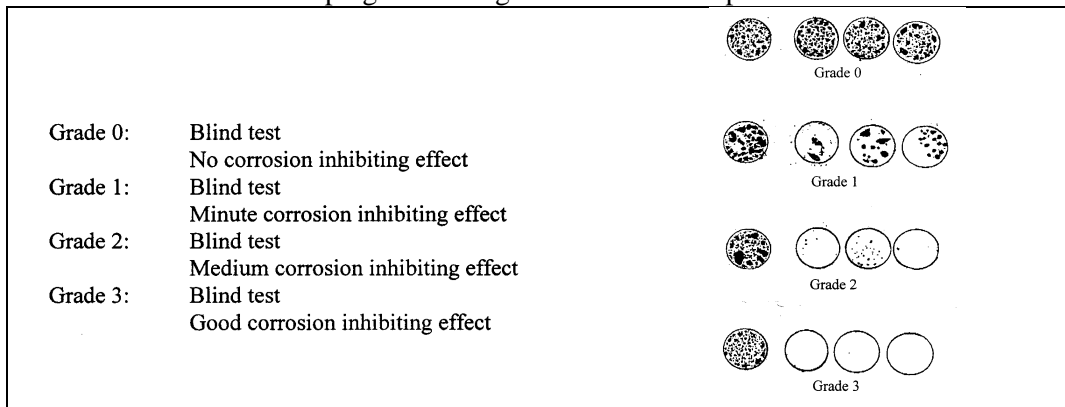 Grade 0: Blind test
No corrosion inhibiting effect
Grade 1: Blind test
Minute corrosion inhibiting effect
Grade 2: Blind test
Medium corrosion inhibiting effect
Grade 3: Blind test
Good corrosion inhibiting effect
Grade 0
Grade 1
Grade 2
Grade 3